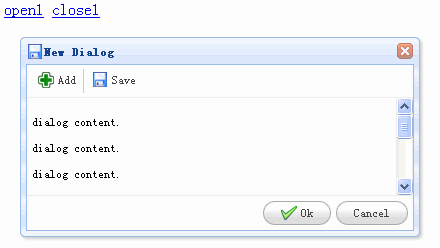 open1 close1
New Dialog
Add Save
dialog content.
dialog content.
dialog content.
Ok Cancel